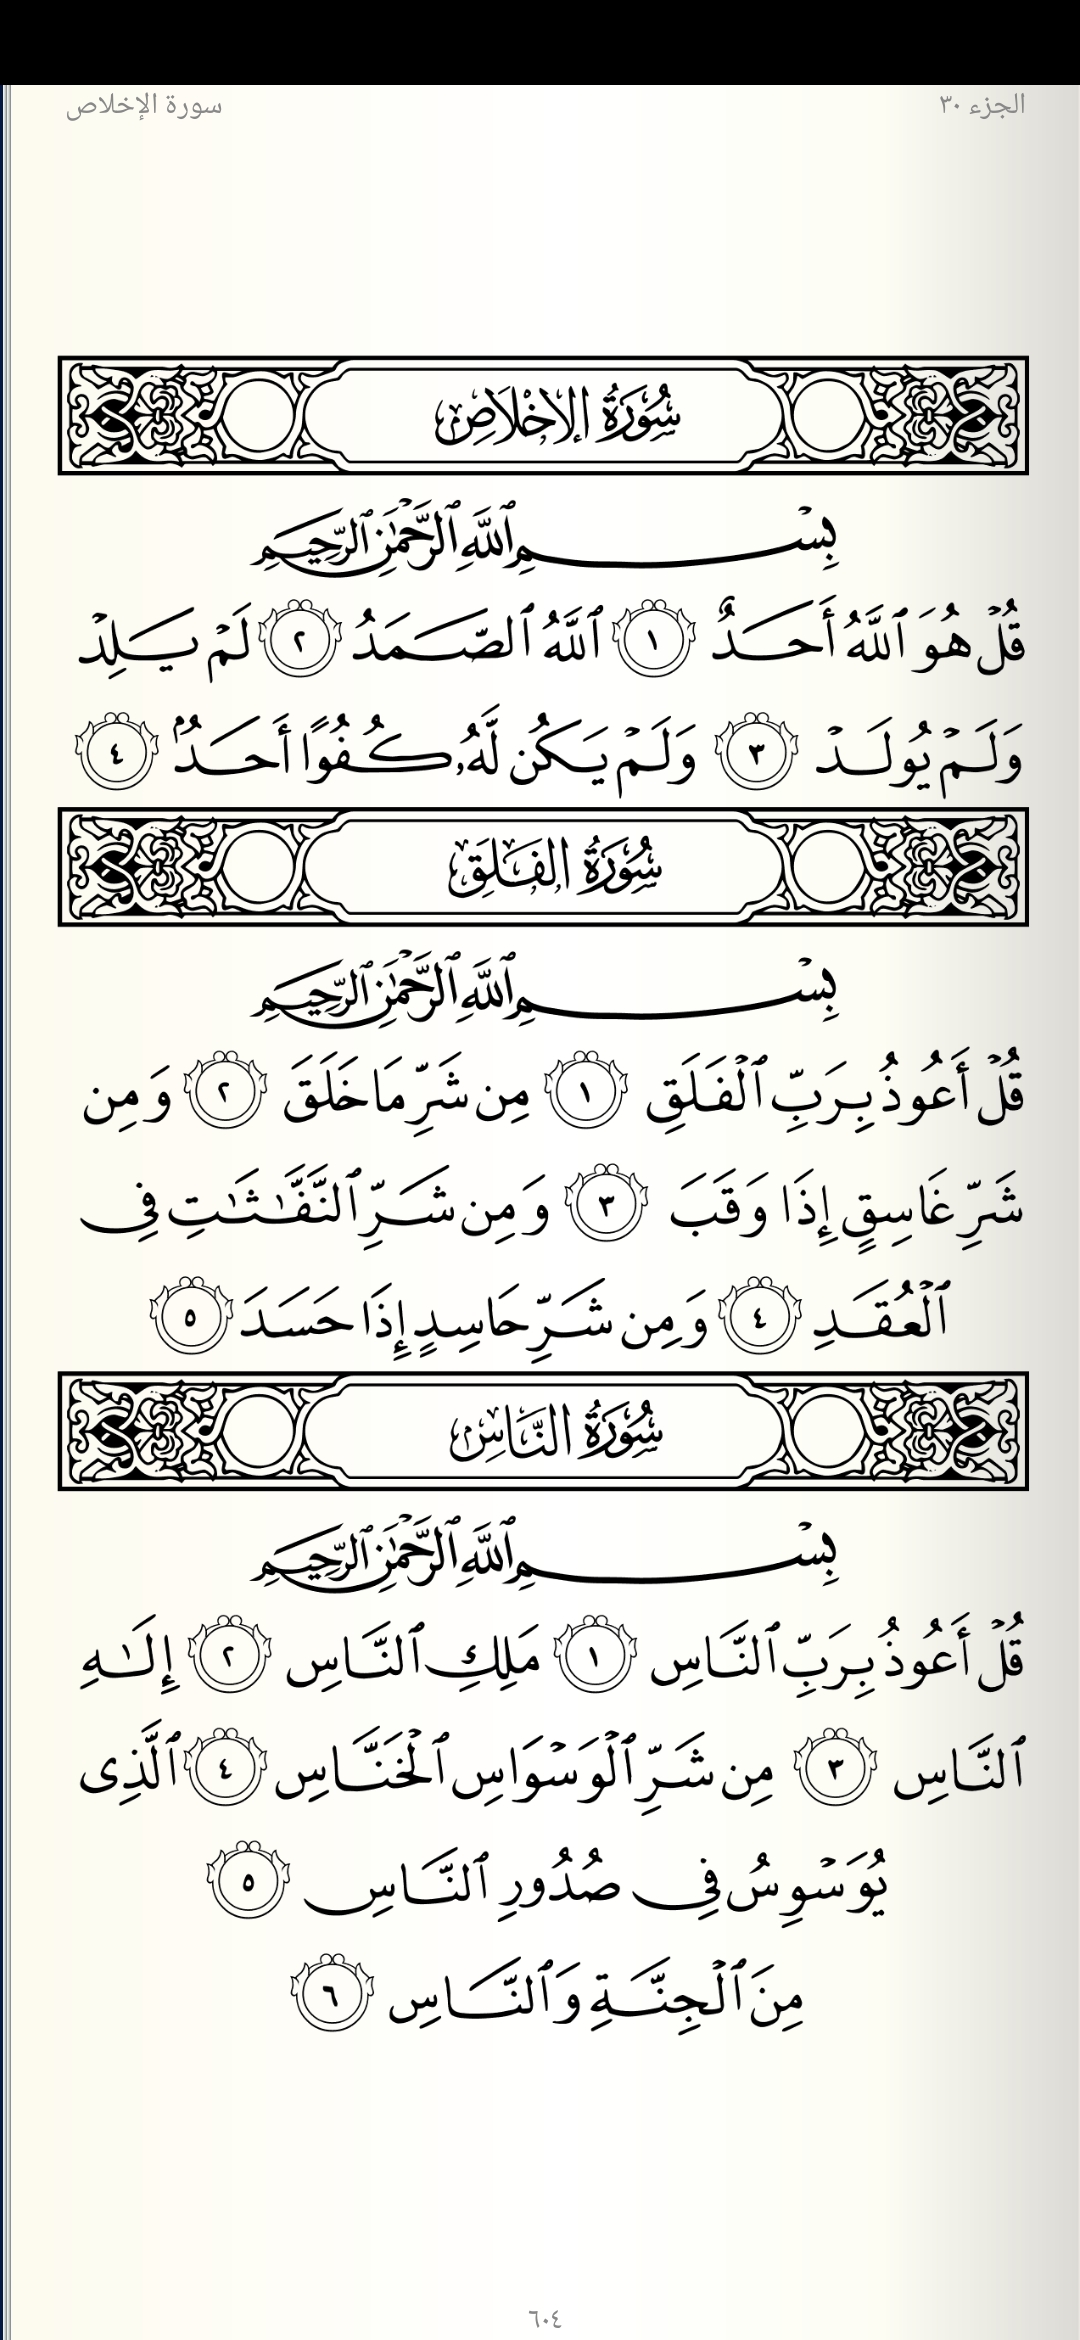 الجزء ٣٠
سورة الإخلاص
سُورَةُ الإِخْلَاصِ
بِسْمِ ٱللَّهِ ٱلرَّحْمَٰنِ ٱلرَّحِيمِ
قُلْ هُوَ ٱللَّهُ أَحَدٌ ١ ٱللَّهُ ٱلصَّمَدُ ٢ لَمْ يَلِدْ
وَلَمْ يُولَدْ ٣ وَلَمْ يَكُن لَّهُۥ كُفُوًا أَحَدٌۢ ٤
سُورَةُ الفَلَقِ
بِسْمِ ٱللَّهِ ٱلرَّحْمَٰنِ ٱلرَّحِيمِ
قُلْ أَعُوذُ بِرَبِّ ٱلْفَلَقِ ١ مِن شَرِّ مَا خَلَقَ ٢ وَمِن
شَرِّ غَاسِقٍ إِذَا وَقَبَ ٣ وَمِن شَرِّ ٱلنَّفَّٰثَٰتِ فِى
ٱلْعُقَدِ ٤ وَمِن شَرِّ حَاسِدٍ إِذَا حَسَدَ ٥
سُورَةُ النَّاسِ
بِسْمِ ٱللَّهِ ٱلرَّحْمَٰنِ ٱلرَّحِيمِ
قُلْ أَعُوذُ بِرَبِّ ٱلنَّاسِ ١ مَلِكِ ٱلنَّاسِ ٢ إِلَٰهِ
ٱلنَّاسِ ٣ مِن شَرِّ ٱلْوَسْوَاسِ ٱلْخَنَّاسِ ٤ ٱلَّذِى
يُوَسْوِسُ فِى صُدُورِ ٱلنَّاسِ ٥
مِنَ ٱلْجِنَّةِ وَٱلنَّاسِ ٦
٦٠٤